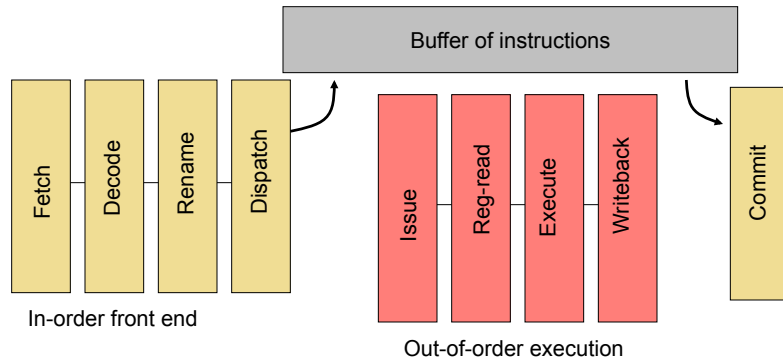 Buffer of instructions
Fetch
Decode
Rename
Dispatch
Issue
Reg-read
Execute
Writeback
Commit
In-order front end
Out-of-order execution